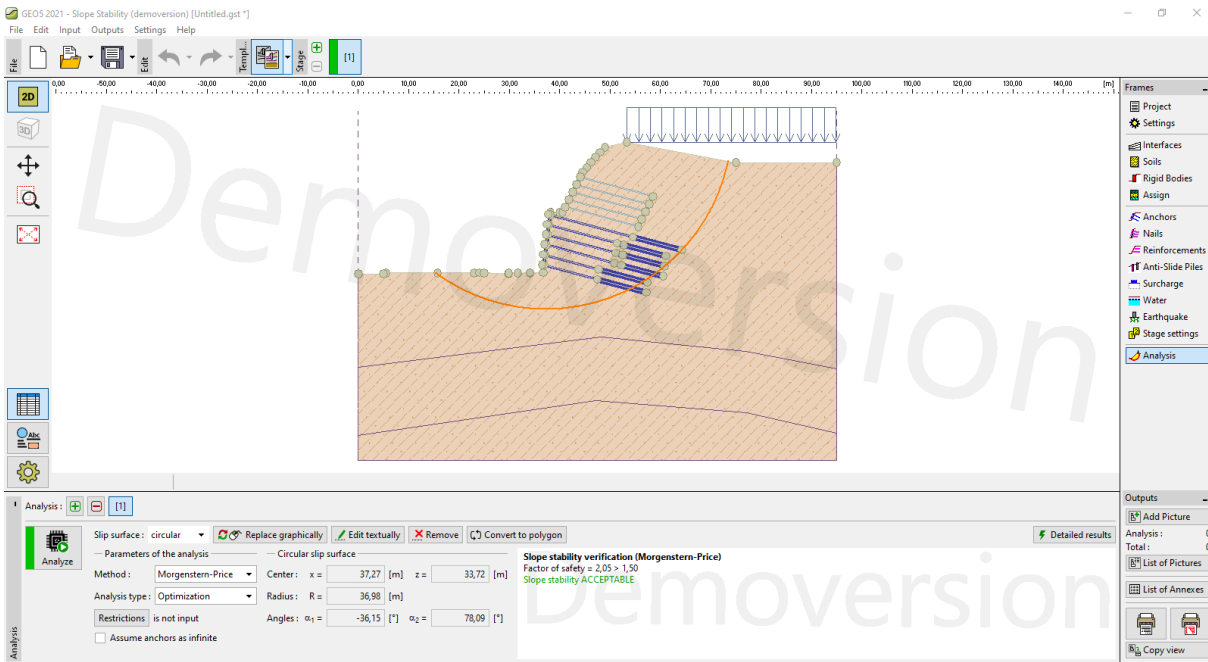 GEO5 2021 - Slope Stability (demoversion) [Untitled.gst *]
File Edit Input Outputs Settings Help
File
Edit
Templ...
Stage
[1]
0,00 -50,00 -40,00 -30,00 -20,00 -10,00 0,00 10,00 20,00 30,00 40,00 50,00 60,00 70,00 80,00 90,00 100,00 110,00 120,00 130,00 140,00 [m]
2D
3D
Demoversion
Abc
Frames
Project
Settings
Interfaces
Soils
Rigid Bodies
Assign
Anchors
Nails
Reinforcements
Anti-Slide Piles
Surcharge
Water
Earthquake
Stage settings
Analysis
Analysis : [1]
Analyze
Slip surface : circular Replace graphically Edit textually Remove Convert to polygon Detailed results
Parameters of the analysis
Method : Morgenstern-Price
Analysis type : Optimization
Restrictions is not input
Assume anchors as infinite
Circular slip surface
Center : x = 37,27 [m] z = 33,72 [m]
Radius : R = 36,98 [m]
Angles : α1 = -36,15 [°] α2 = 78,09 [°]
Slope stability verification (Morgenstern-Price)
Factor of safety = 2,05 > 1,50
Slope stability ACCEPTABLE
Demoversion
Analysis
Outputs
Add Picture
Analysis :
Total :
List of Pictures
List of Annexes
Copy view